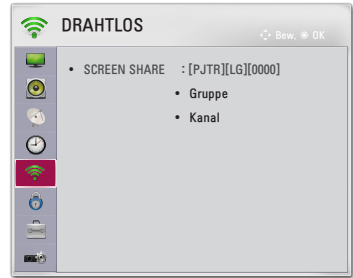 DRAHTLOS
Bew. OK
• SCREEN SHARE : [PJTR][LG][0000]
• Gruppe
• Kanal